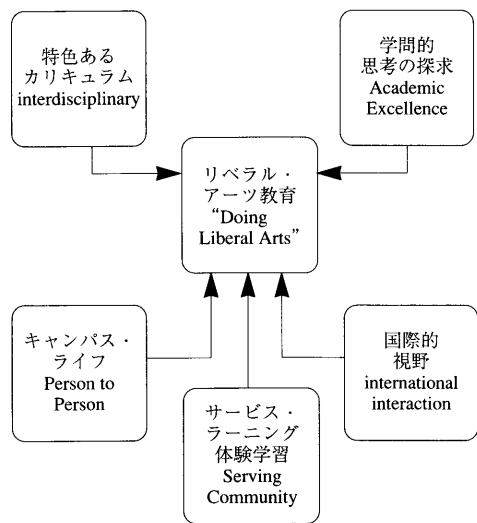 特色ある
カリキュラム
interdisciplinary
学問的
思考の探求
Academic
Excellence
リベラル・
アーツ教育
“Doing
Liberal Arts”
キャンパス・
ライフ
Person to
Person
サービス・
ラーニング
体験学習
Serving
Community
国際的
視野
international
interaction